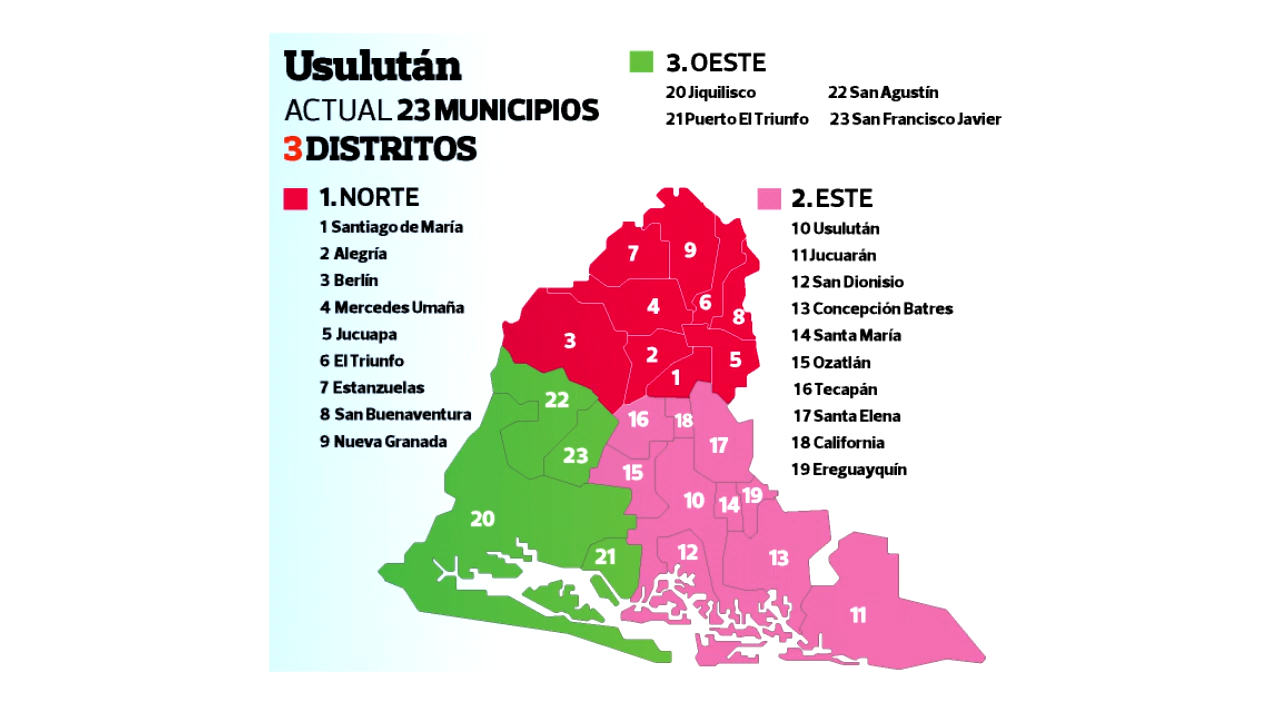 Usulután
ACTUAL 23 MUNICIPIOS
3 DISTRITOS
3. OESTE
20 Jiquilisco
22 San Agustín
21 Puerto El Triunfo
23 San Francisco Javier
1. NORTE
1 Santiago de María
2 Alegría
3 Berlín
4 Mercedes Umaña
5 Jucuapa
6 El Triunfo
7 Estanzuelas
8 San Buenaventura
9 Nueva Granada
2. ESTE
10 Usulután
11 Jucuarán
12 San Dionisio
13 Concepción Batres
14 Santa María
15 Ozatlán
16 Tecapán
17 Santa Elena
18 California
19 Ereguayquín
7
9
4
6
8
3
2
5
1
22
16
18
17
23
15
10
14
19
20
21
12
13
11